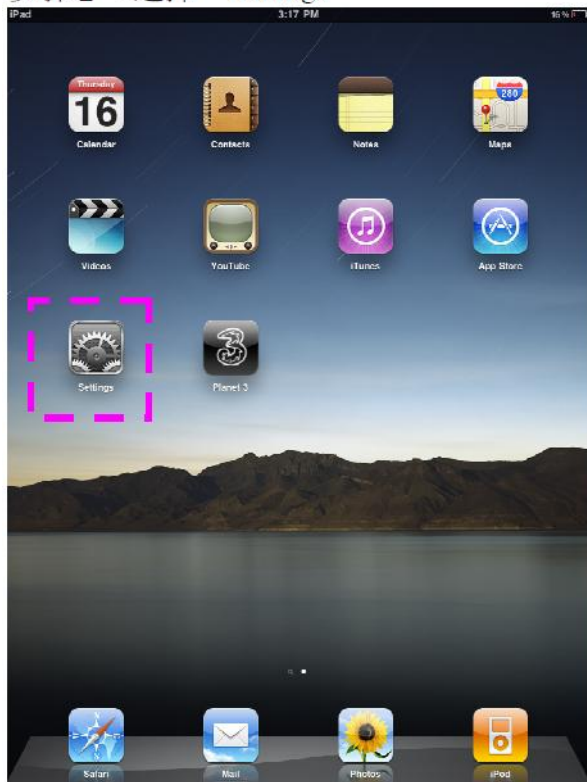 iPad 3:17 PM 16%
Thursday
16
280
Calendar Contacts Notes Maps
Videos YouTube iTunes App Store
3
Settings Planet 3
N
Safari Mail Photos iPod